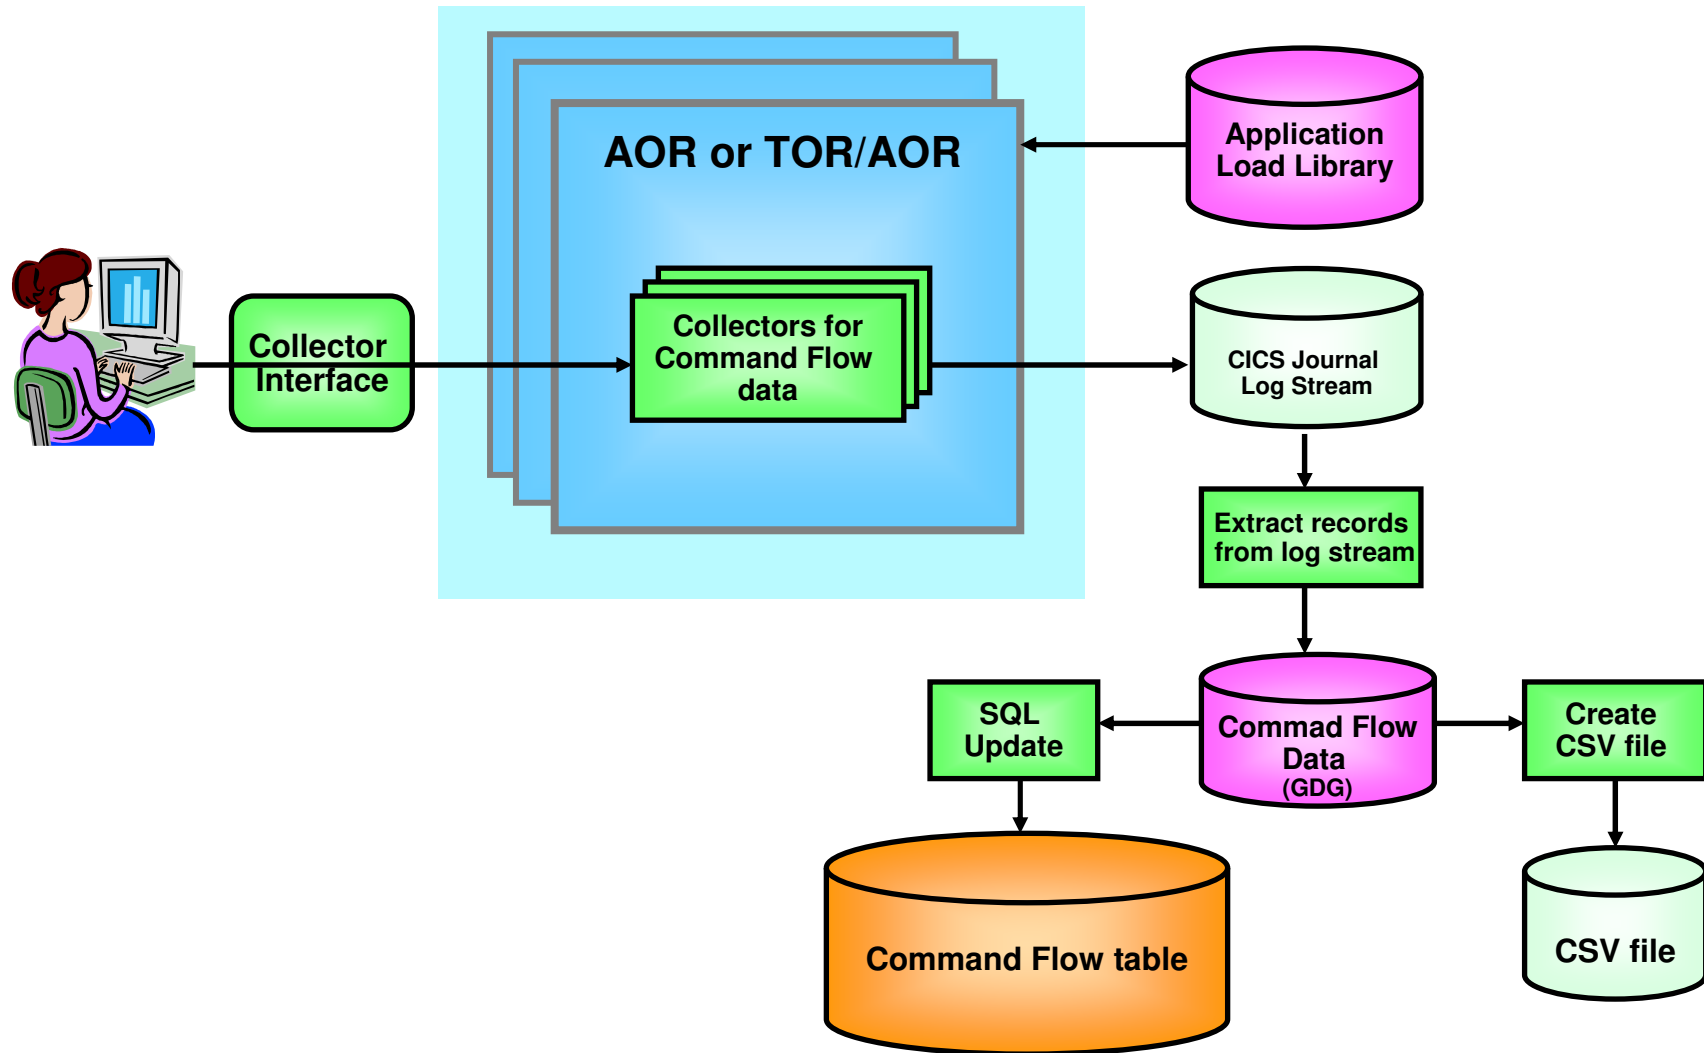 AOR or TOR/AOR
Application
Load Library
Collector
Interface
Collectors for
Command Flow
data
CICS Journal
Log Stream
Extract records
from log stream
SQL
Update
Commad Flow
Data
(GDG)
Create
CSV file
Command Flow table
CSV file